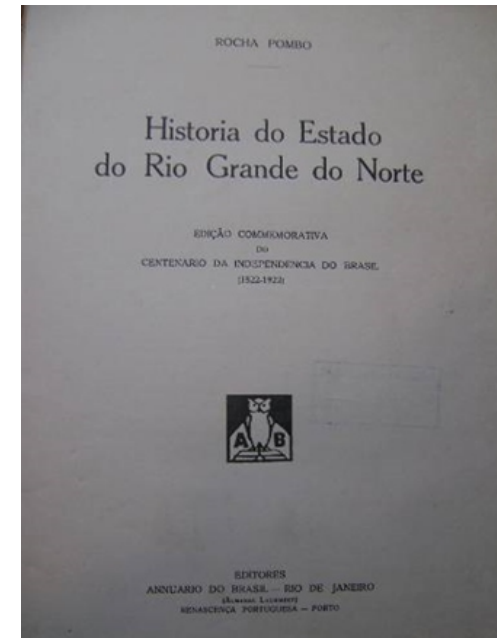 ROCHA POMBO
Historia do Estado
do Rio Grande do Norte
EDIÇÃO COMMEMORATIVA
DO
CENTENARIO DA INDEPENDENCIA DO BRASIL
(1822-1922)
A B
EDITORES
ANNUARIO DO BRASIL — RIO DE JANEIRO
RENASCENÇA PORTUGUESA — PORTO